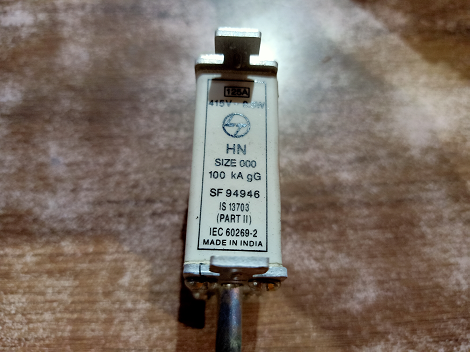 125A
415V
HN
SIZE 000
100 kA gG
SF 94946
IS 13703
(PART II)
IEC 60269-2
MADE IN INDIA